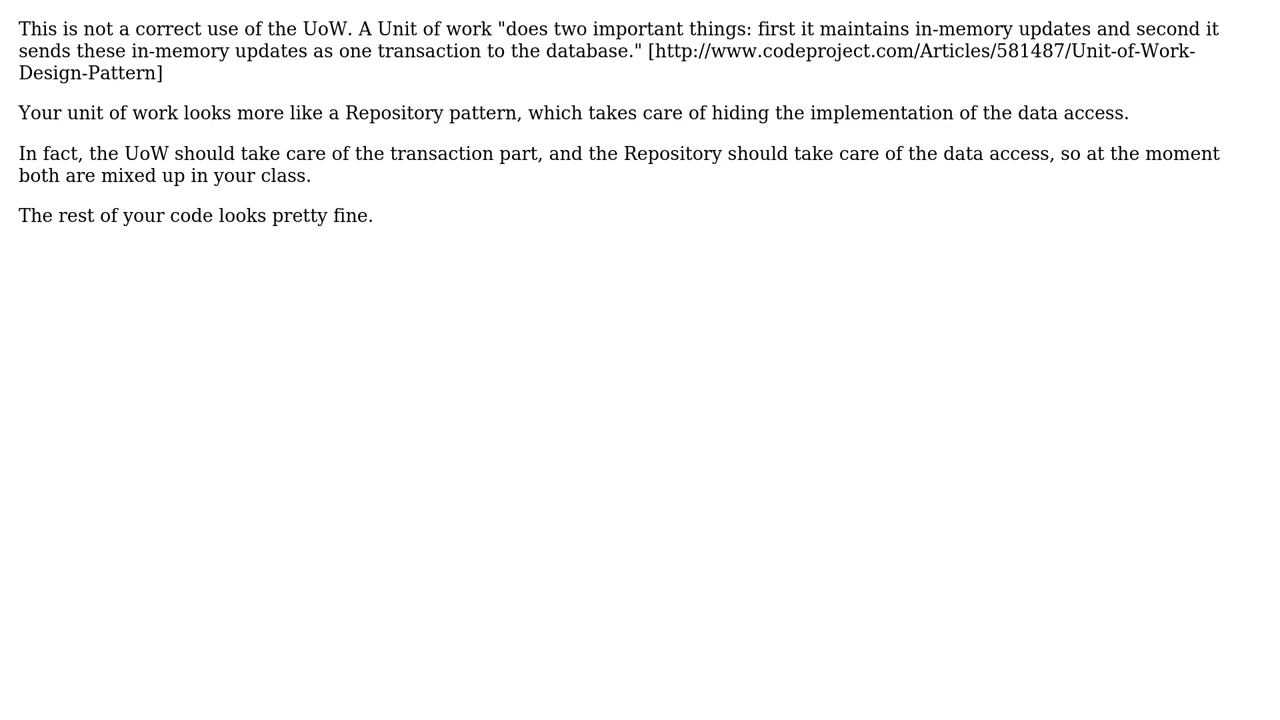 This is not a correct use of the UoW. A Unit of work "does two important things: first it maintains in-memory updates and second it
sends these in-memory updates as one transaction to the database." [http://www.codeproject.com/Articles/581487/Unit-of-Work-
Design-Pattern]
Your unit of work looks more like a Repository pattern, which takes care of hiding the implementation of the data access.
In fact, the UoW should take care of the transaction part, and the Repository should take care of the data access, so at the moment
both are mixed up in your class.
The rest of your code looks pretty fine.